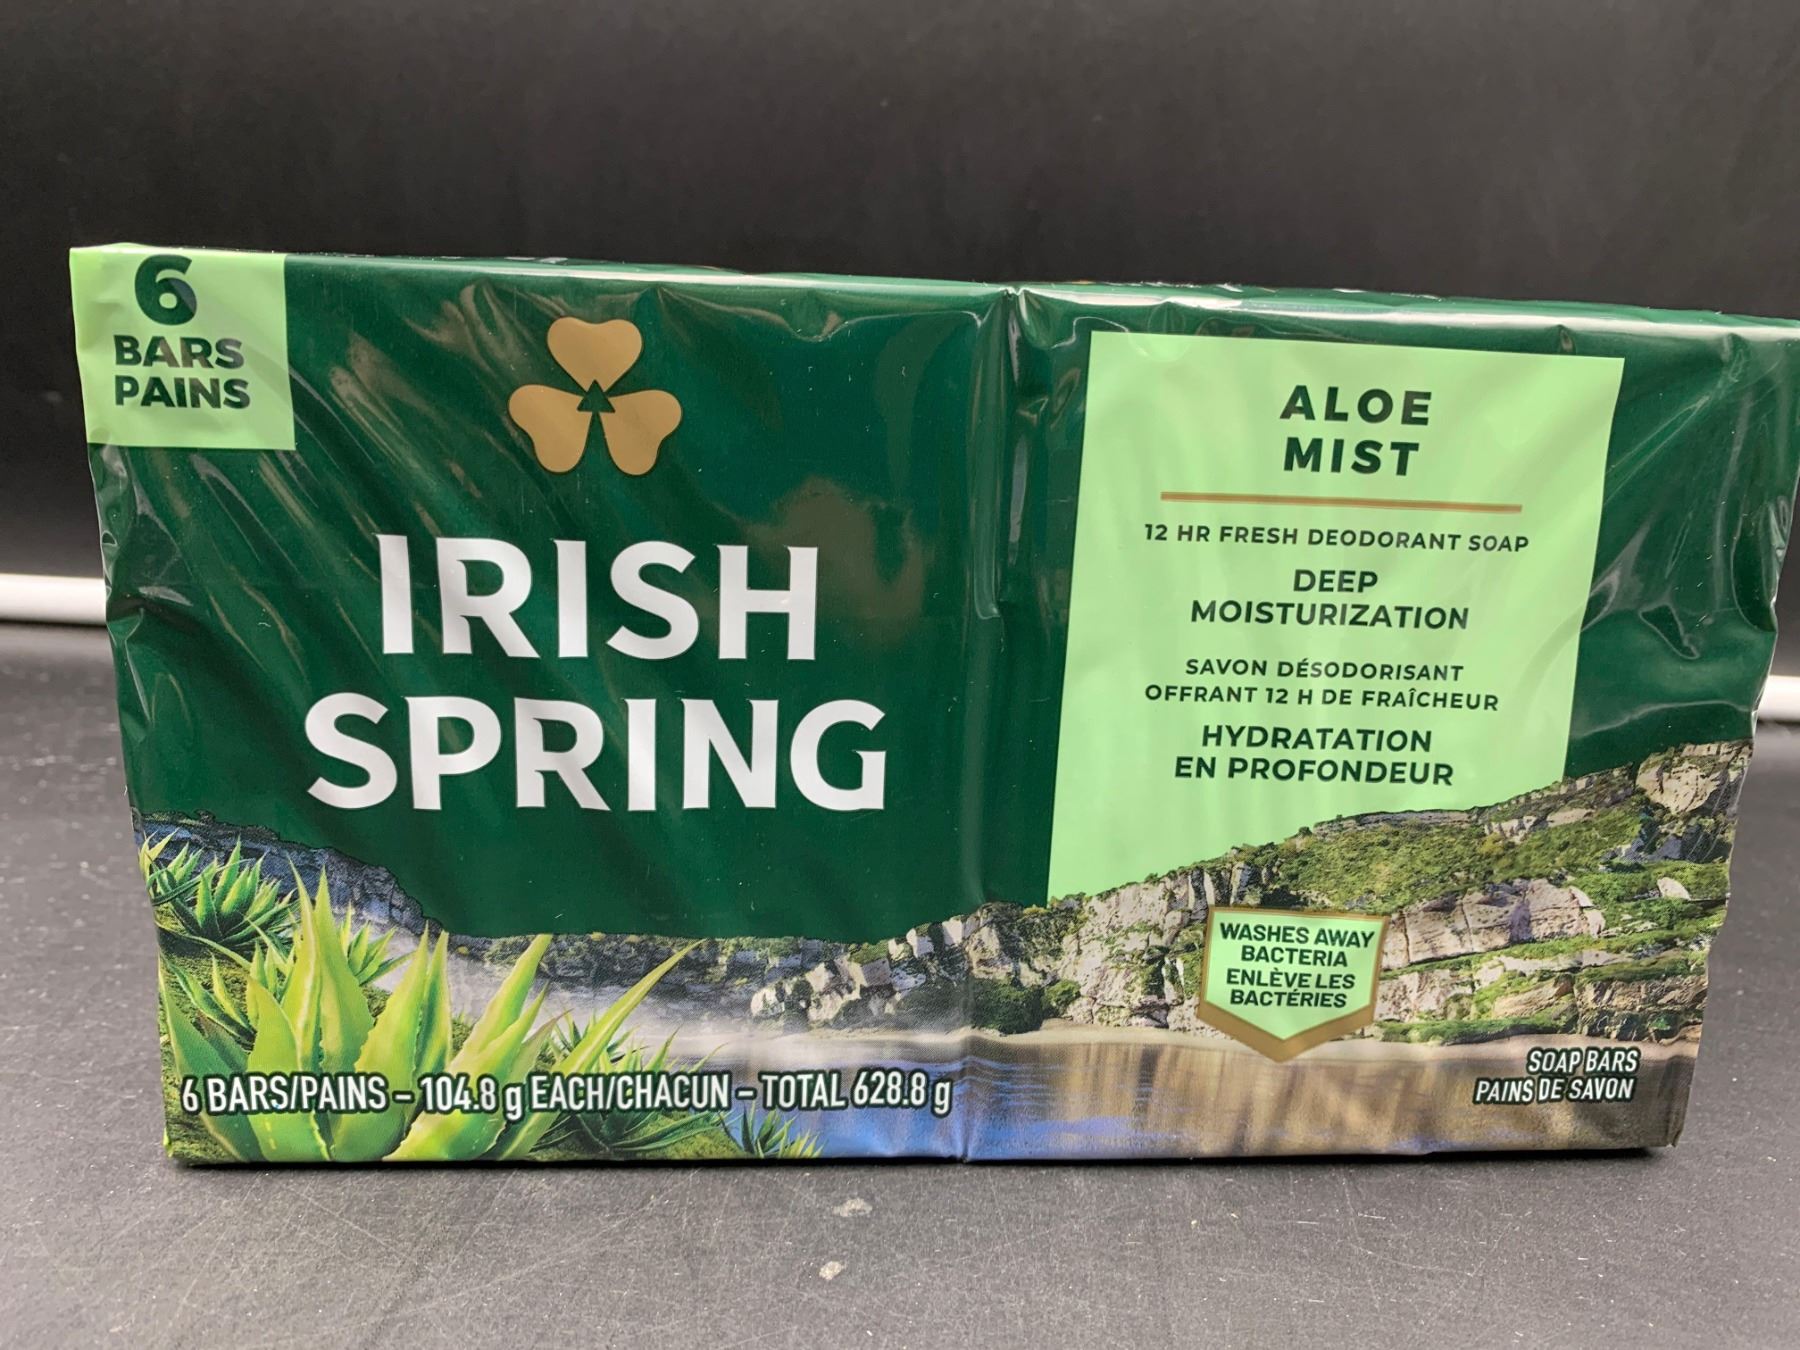 6
BARS
PAINS
IRISH
SPRING
ALOE
MIST
12 HR FRESH DEODORANT SOAP
DEEP
MOISTURIZATION
SAVON DÉSODORISANT
OFFRANT 12 H DE FRAÎCHEUR
HYDRATATION
EN PROFONDEUR
WASHES AWAY
BACTERIA
ENLÈVE LES
BACTÉRIES
6 BARS/PAINS – 104.8 g EACH/CHACUN – TOTAL 628.8 g
SOAP BARS
PAINS DE SAVON